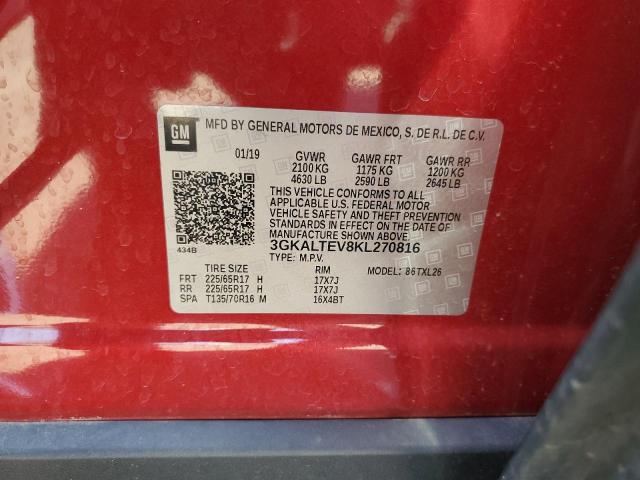 GM MFD BY GENERAL MOTORS DE MEXICO, S. DE R.L. DE C.V.
01/19 GVWR GAWR FRT GAWR RR
2100 KG 1175 KG 1200 KG
4630 LB 2590 LB 2645 LB
THIS VEHICLE CONFORMS TO ALL
APPLICABLE U.S. FEDERAL MOTOR
VEHICLE SAFETY AND THEFT PREVENTION
STANDARDS IN EFFECT ON THE DATE OF
MANUFACTURE SHOWN ABOVE.
434B 3GKALTEV8KL270816
TYPE: M.P.V.
TIRE SIZE RIM MODEL: 86TXL26
FRT 225/65R17 H 17X7J
RR 225/65R17 H 17X7J
SPA T135/70R16 M 16X4BT